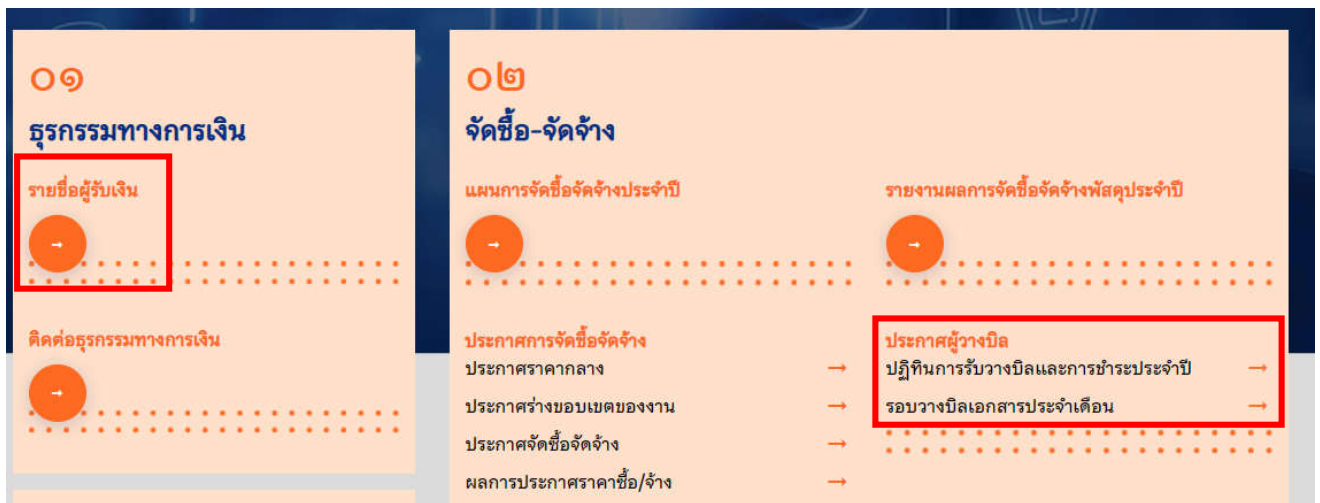 ๐๑
ธุรกรรมทางการเงิน
รายชื่อผู้รับเงิน
→
ติดต่อธุรกรรมทางการเงิน
→
๐๒
จัดซื้อ-จัดจ้าง
แผนการจัดซื้อจัดจ้างประจำปี
→
รายงานผลการจัดซื้อจัดจ้างพัสดุประจำปี
→
ประกาศการจัดซื้อจัดจ้าง
ประกาศราคากลาง →
ประกาศร่างขอบเขตของงาน →
ประกาศจัดซื้อจัดจ้าง →
ผลการประกาศราคาซื้อ/จ้าง →
ประกาศผู้วางบิล
ปฏิทินการรับวางบิลและการชำระประจำปี →
รอบวางบิลเอกสารประจำเดือน →